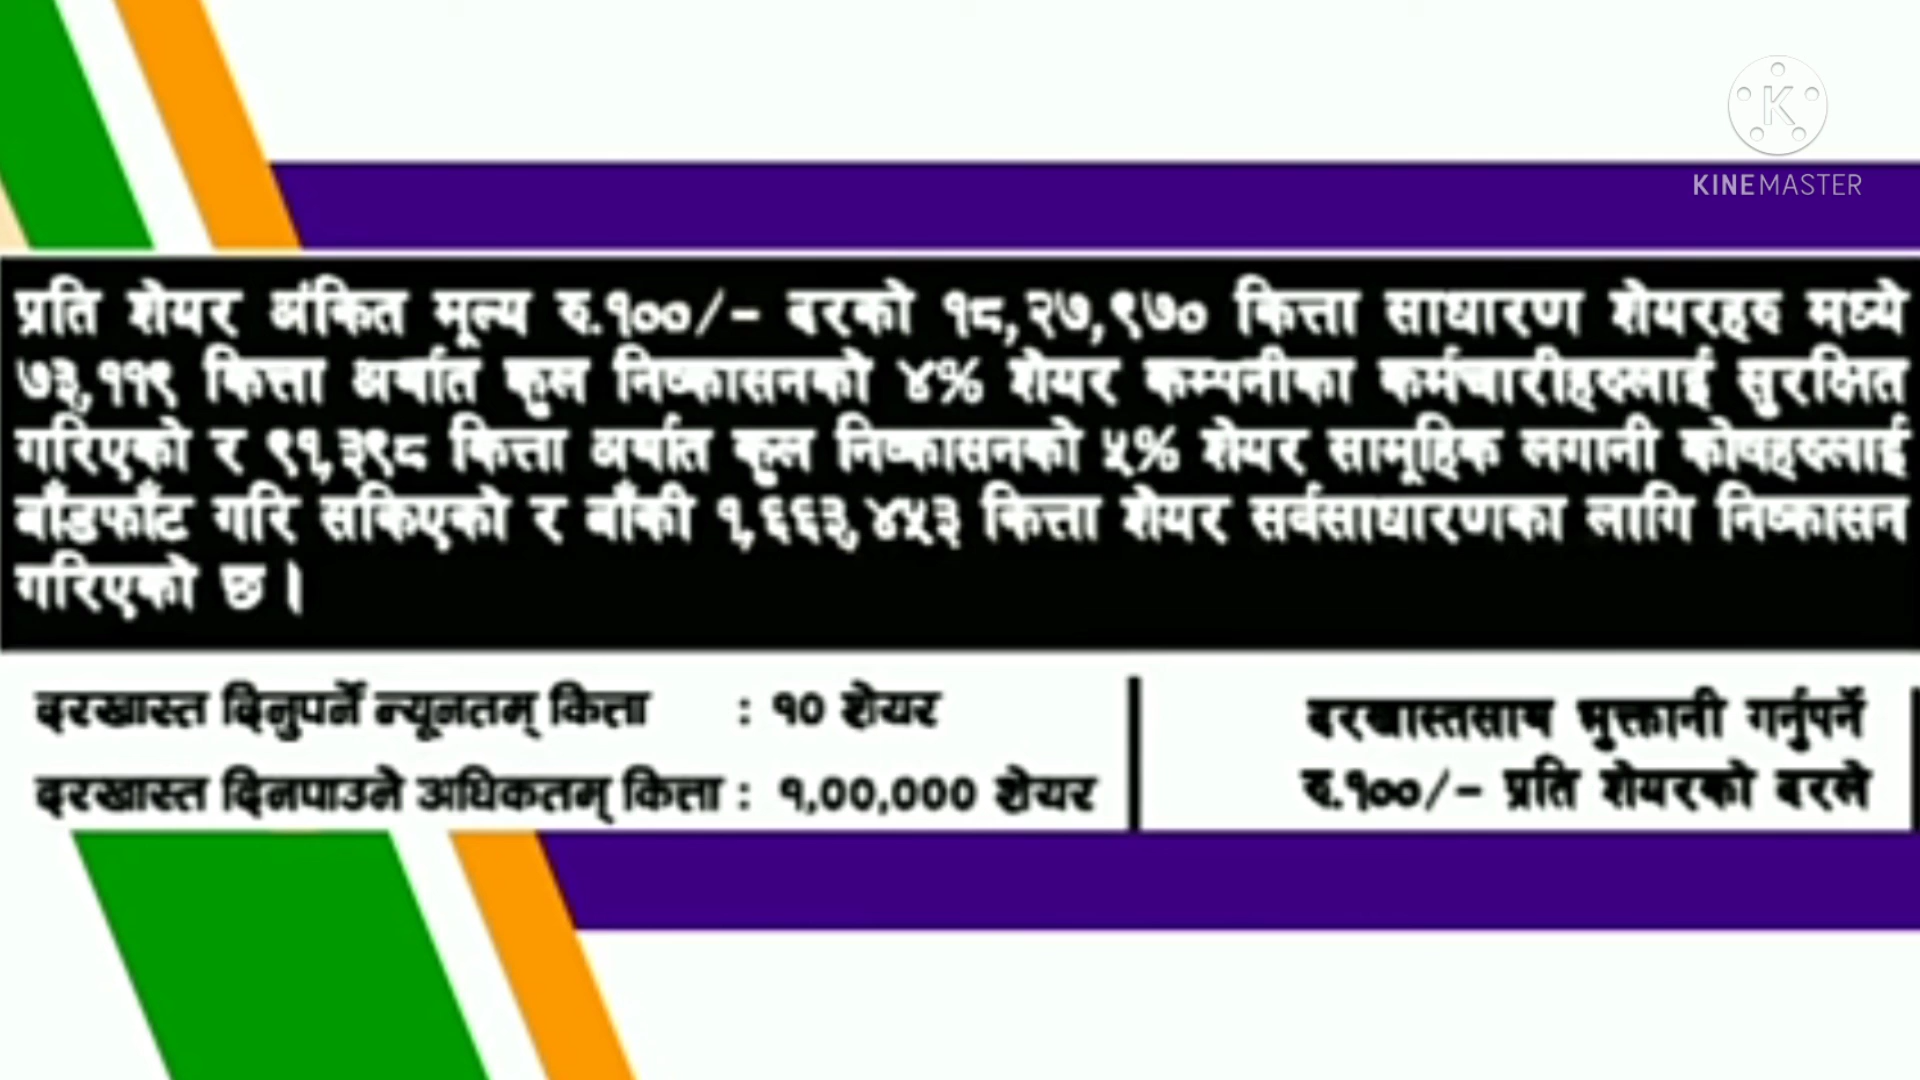 KINEMASTER
प्रति शेयर अंकित मूल्य रु.१००/- दरको १८,२७,९७० कित्ता साधारण शेयरहरु मध्ये
७३,११९ कित्ता अर्थात कूल निष्कासनको ४% शेयर कम्पनीका कर्मचारीहरुलाई सुरक्षित
गरिएको र ९१,३९८ कित्ता अर्थात कूल निष्कासनको ५% शेयर सामूहिक लगानी कोषहरुलाई
बाँडफाँट गरि सकिएको र बाँकी १,६६३,४५३ कित्ता शेयर सर्वसाधारणका लागि निष्कासन
गरिएको छ ।
दरखास्त दिनुपर्ने न्यूनतम् कित्ता : १० शेयर
दरखास्त दिनपाउने अधिकतम् कित्ता : १,००,००० शेयर
दरखास्तसाथ भुक्तानी गर्नुपर्ने
रु.१००/- प्रति शेयरको दरले